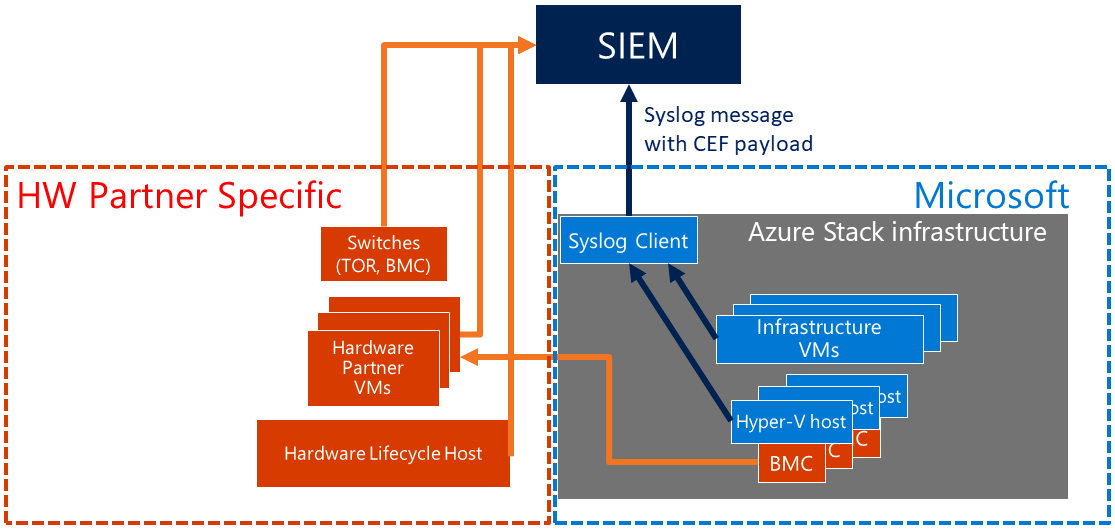 SIEM
Syslog message
with CEF payload
HW Partner Specific
Microsoft
Azure Stack infrastructure
Switches
(TOR, BMC)
Syslog Client
Hardware
Partner
VMs
Infrastructure
VMs
ost
ost
Hyper-V host
C
C
BMC
Hardware Lifecycle Host